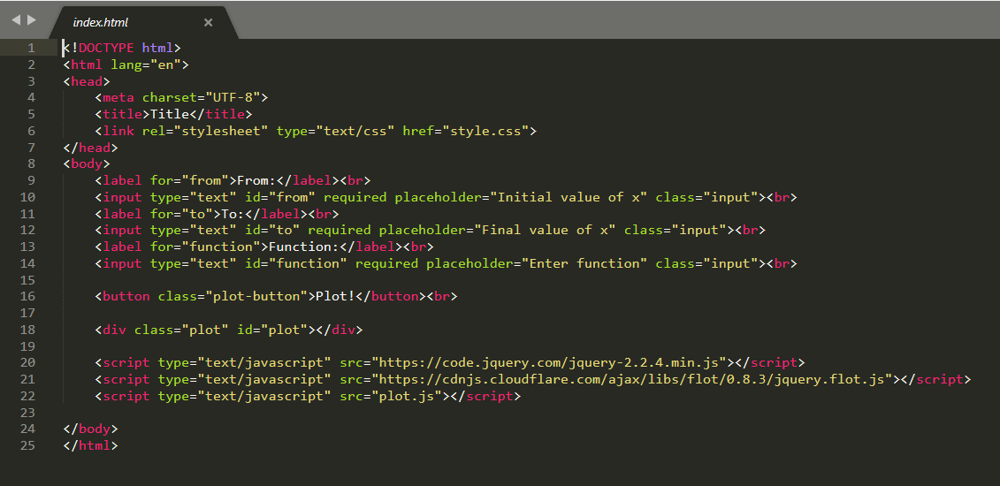 index.html ×
1 <!DOCTYPE html>
2 <html lang="en">
3 <head>
4     <meta charset="UTF-8">
5     <title>Title</title>
6     <link rel="stylesheet" type="text/css" href="style.css">
7 </head>
8 <body>
9     <label for="from">From:</label><br>
10     <input type="text" id="from" required placeholder="Initial value of x" class="input"><br>
11     <label for="to">To:</label><br>
12     <input type="text" id="to" required placeholder="Final value of x" class="input"><br>
13     <label for="function">Function:</label><br>
14     <input type="text" id="function" required placeholder="Enter function" class="input"><br>
15
16     <button class="plot-button">Plot!</button><br>
17
18     <div class="plot" id="plot"></div>
19
20     <script type="text/javascript" src="https://code.jquery.com/jquery-2.2.4.min.js"></script>
21     <script type="text/javascript" src="https://cdnjs.cloudflare.com/ajax/libs/flot/0.8.3/jquery.flot.js"></script>
22     <script type="text/javascript" src="plot.js"></script>
23
24 </body>
25 </html>